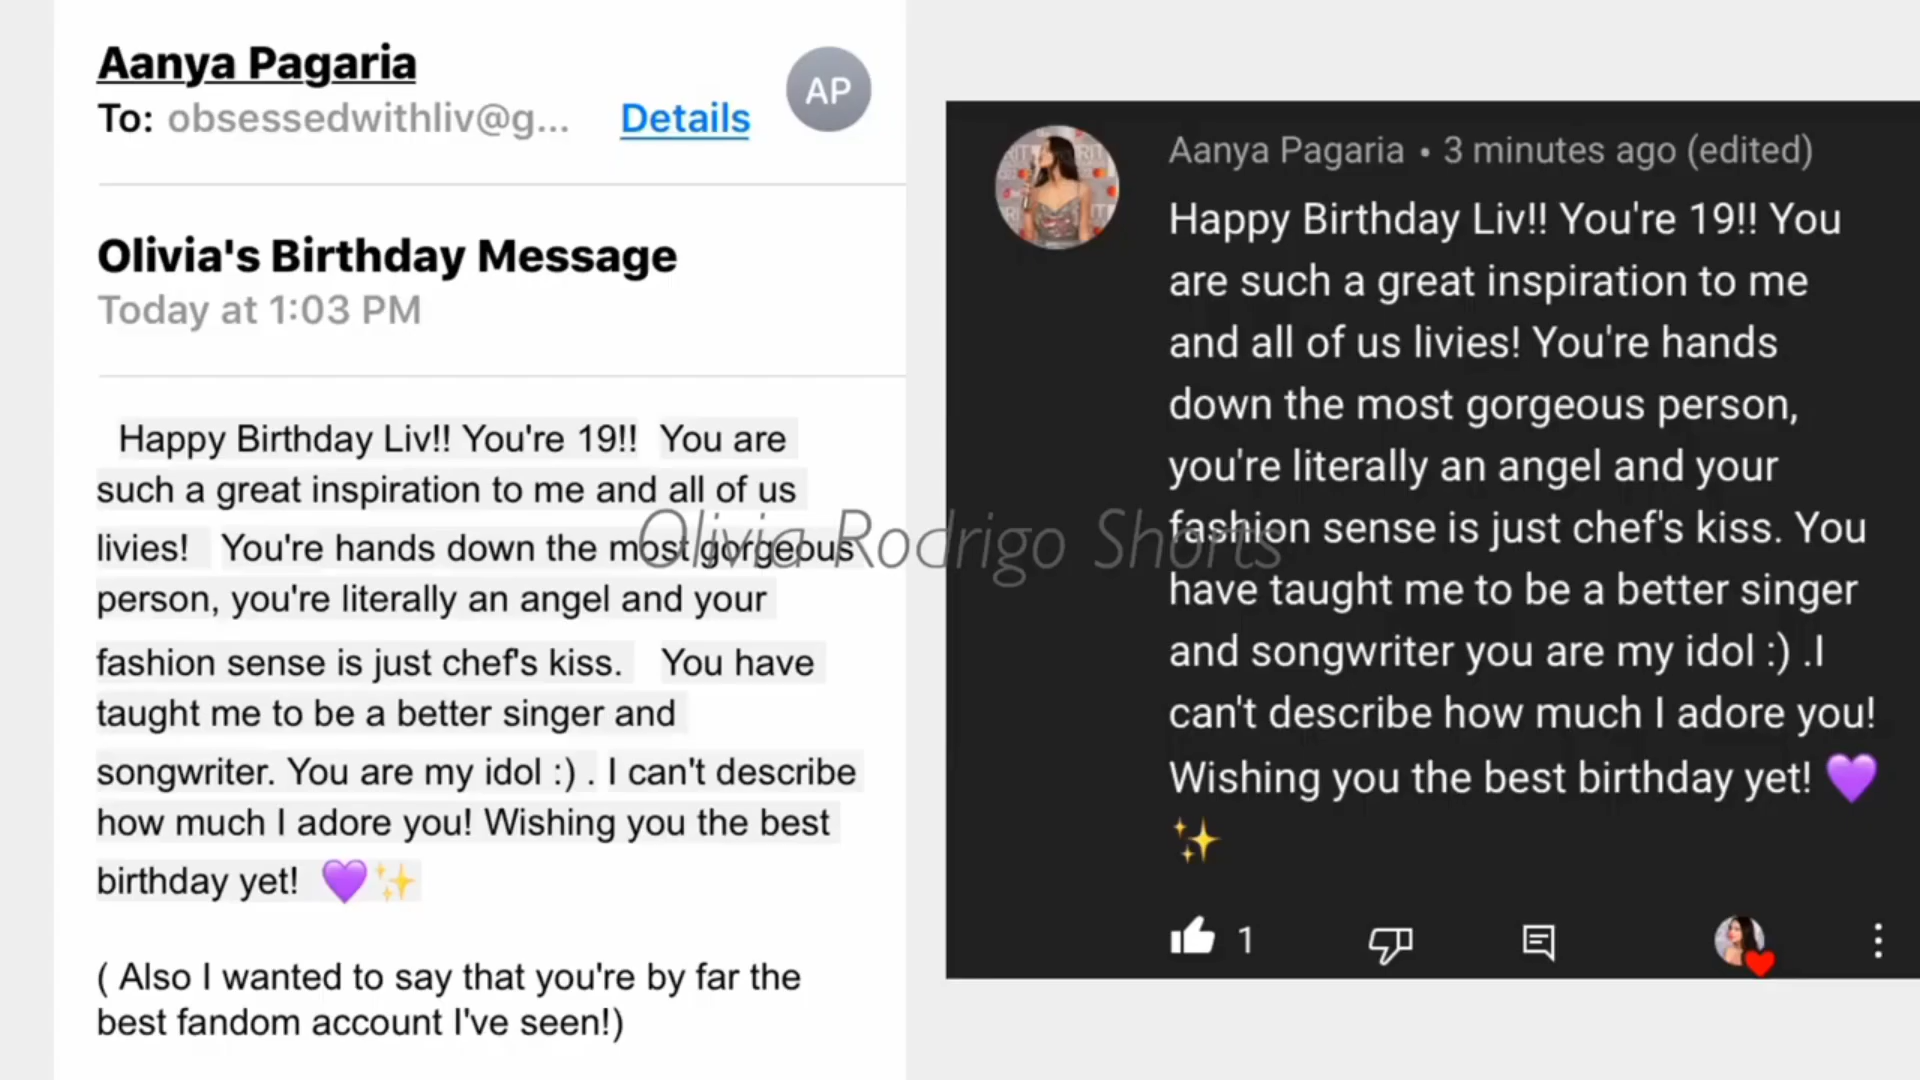 Aanya Pagaria
AP
To: obsessedwithliv@g... Details
Olivia's Birthday Message
Today at 1:03 PM
Happy Birthday Liv!! You're 19!! You are
such a great inspiration to me and all of us
livies! You're hands down the most gorgeous
person, you're literally an angel and your
fashion sense is just chef's kiss. You have
taught me to be a better singer and
songwriter. You are my idol :) . I can't describe
how much I adore you! Wishing you the best
birthday yet! 💜✨
( Also I wanted to say that you're by far the
best fandom account I've seen!)
Olivia Rodrigo Shorts
Aanya Pagaria • 3 minutes ago (edited)
Happy Birthday Liv!! You're 19!! You
are such a great inspiration to me
and all of us livies! You're hands
down the most gorgeous person,
you're literally an angel and your
fashion sense is just chef's kiss. You
have taught me to be a better singer
and songwriter you are my idol :) .I
can't describe how much I adore you!
Wishing you the best birthday yet! 💜
✨
1